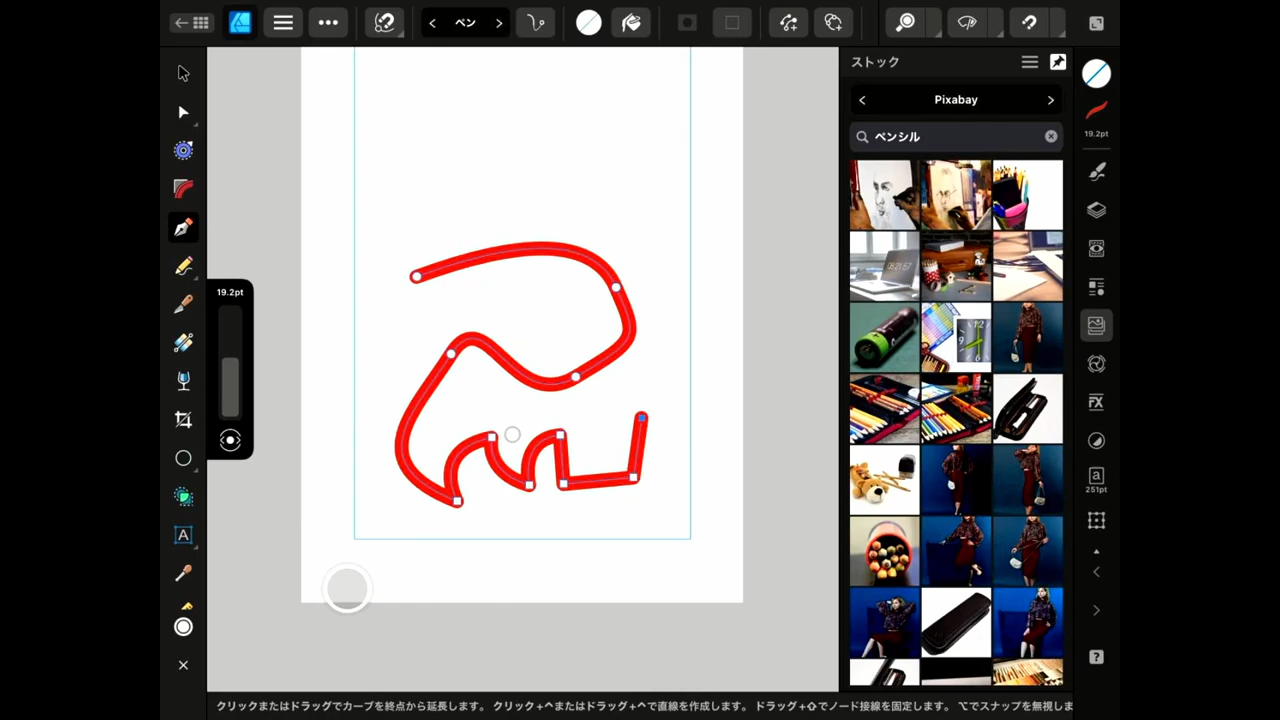 ペン
ストック
Pixabay
19.2pt
ペンシル
19.2pt
FX
a
251pt
A
?
クリックまたはドラッグでカーブを終点から延長します。 クリック+^またはドラッグ+^で直線を作成します。 ドラッグ+⇧でノード接線を固定します。 ⌥でスナップを無視しま